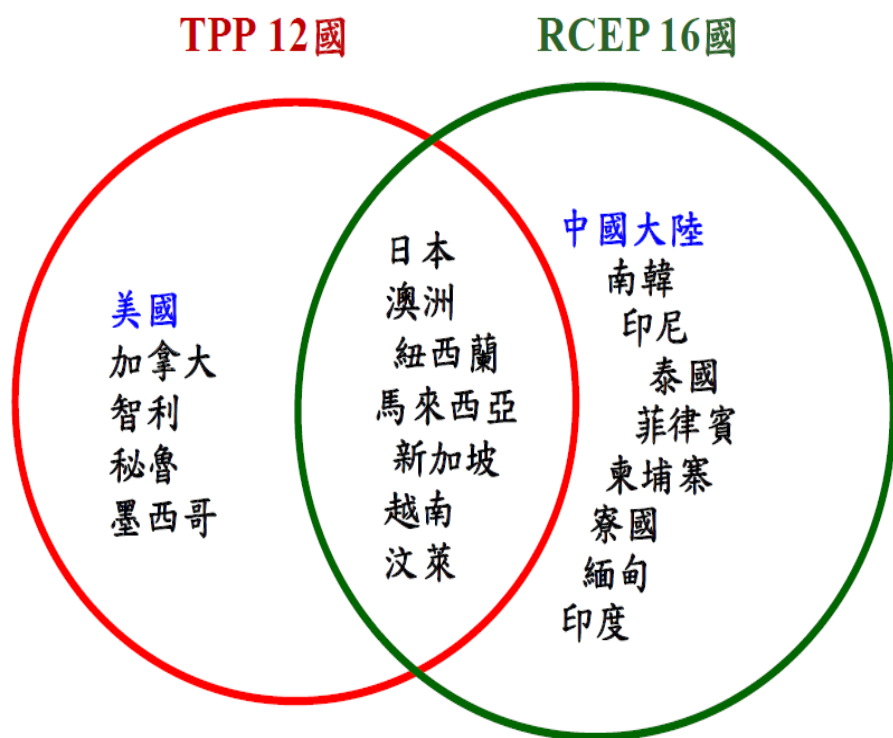 TPP 12國
RCEP 16國
美國
加拿大
智利
秘魯
墨西哥
日本
澳洲
紐西蘭
馬來西亞
新加坡
越南
汶萊
中國大陸
南韓
印尼
泰國
菲律賓
柬埔寨
寮國
緬甸
印度